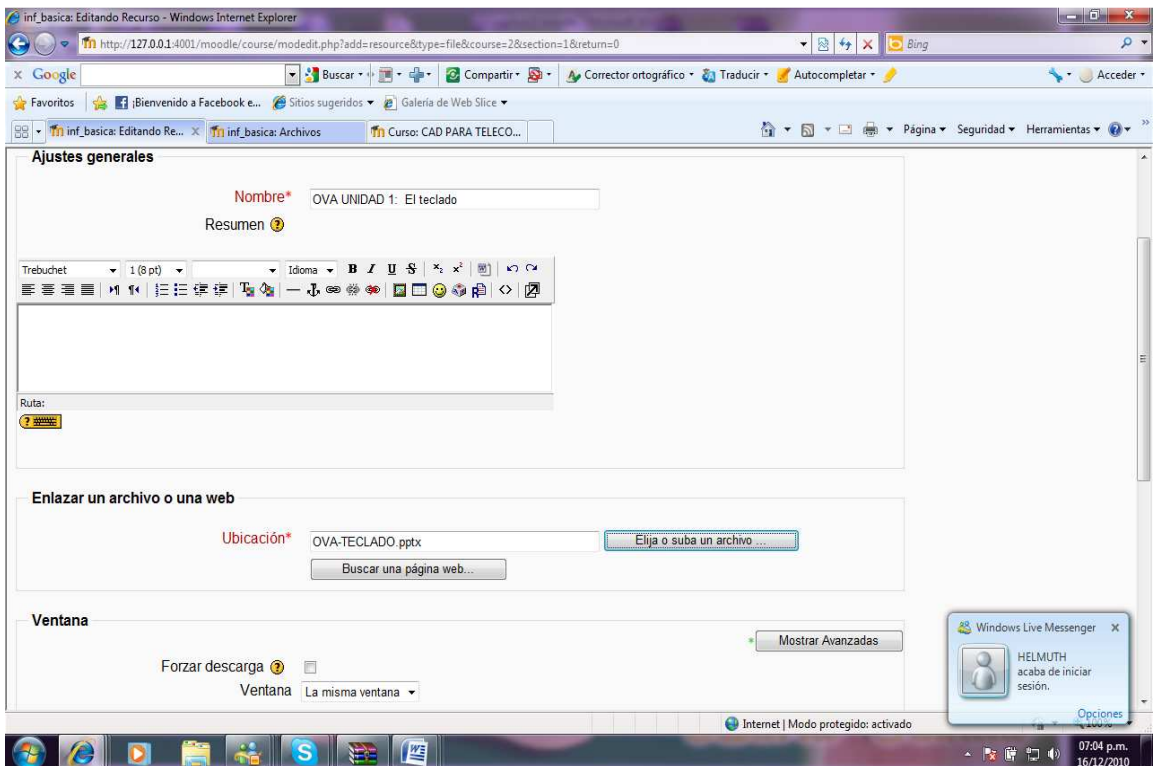 inf_basica: Editando Recurso - Windows Internet Explorer
http://127.0.0.1:4001/moodle/course/modedit.php?add=resource&type=file&course=2&section=1&return=0
Bing
x Google Buscar Compartir Corrector ortográfico Traducir Autocompletar Acceder
Favoritos ¡Bienvenido a Facebook e... Sitios sugeridos Galería de Web Slice
inf_basica: Editando Re... X inf_basica: Archivos Curso: CAD PARA TELECO... Página Seguridad Herramientas
Ajustes generales
Nombre* OVA UNIDAD 1: El teclado
Resumen
Trebuchet 1 (8 pt) Idoma B I U S x₂ x²
Ruta:
Enlazar un archivo o una web
Ubicación* OVA-TECLADO.pptx Elija o suba un archivo ...
Buscar una página web...
Ventana
* Mostrar Avanzadas
Forzar descarga
Ventana La misma ventana
Windows Live Messenger X
HELMUTH
acaba de iniciar
sesión.
Opciones
Internet | Modo protegido: activado 100%
07:04 p.m.
16/12/2010